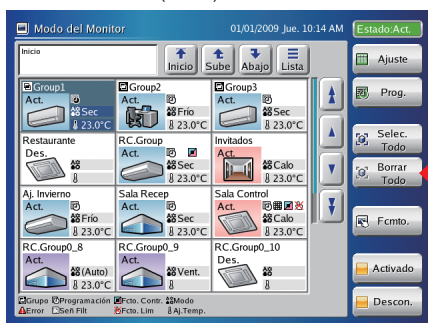 Modo del Monitor
01/01/2009 Jue. 10:14 AM
Estado:Act.
Inicio
Inicio
Sube
Abajo
Lista
Ajuste
Prog.
Selec. Todo
Borrar Todo
Fcmto.
Activado
Descon.
Group1
Act.
Sec
23.0°C
Group2
Act.
Frío
23.0°C
Group3
Act.
Sec
23.0°C
Restaurante
Des.
RC.Group
Act.
Sec
23.0°C
Invitados
Act.
Calo
23.0°C
Aj. Invierno
Act.
Frío
23.0°C
Sala Recep
Act.
Sec
23.0°C
Sala Control
Act.
Calo
23.0°C
RC.Group0_8
Act.
(Auto)
23.0°C
RC.Group0_9
Act.
Vent.
RC.Group0_10
Des.
Grupo Programación Fcto. Contr. Modo
Error Señ Filt Fcto. Lim Aj.Temp.